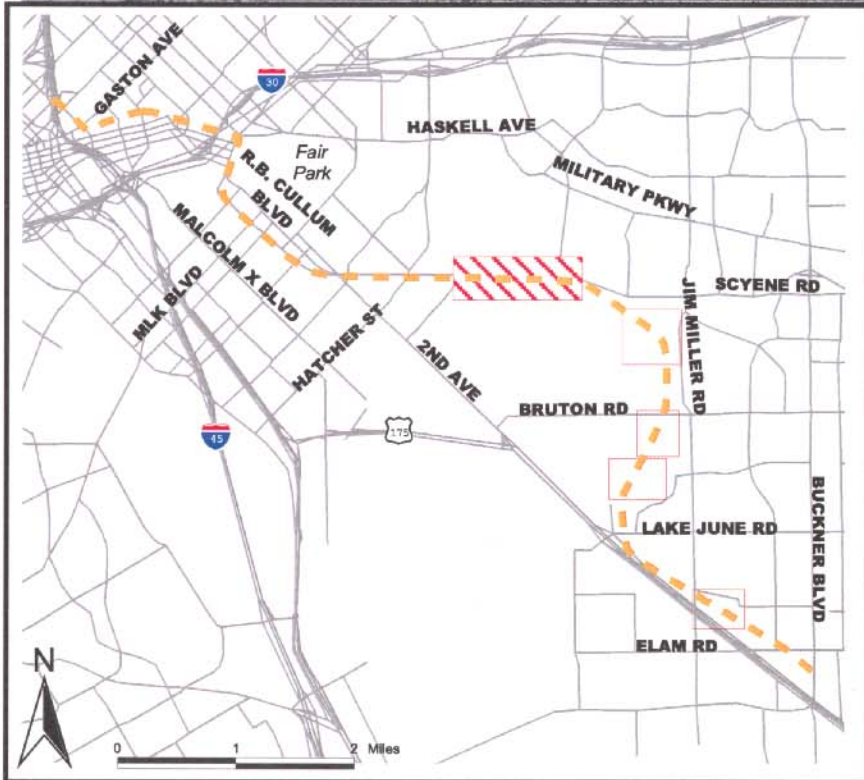 GASTON AVE
30
HASKELL AVE
Fair
Park
R.B. CULLUM
BLVD
MILITARY PKWY
MALCOLM X BLVD
MLK BLVD
HATCHER ST
2ND AVE
SCYENE RD
JIM MILLER RD
BRUTON RD
175
45
BUCKNER BLVD
LAKE JUNE RD
ELAM RD
N
0 1 2 Miles